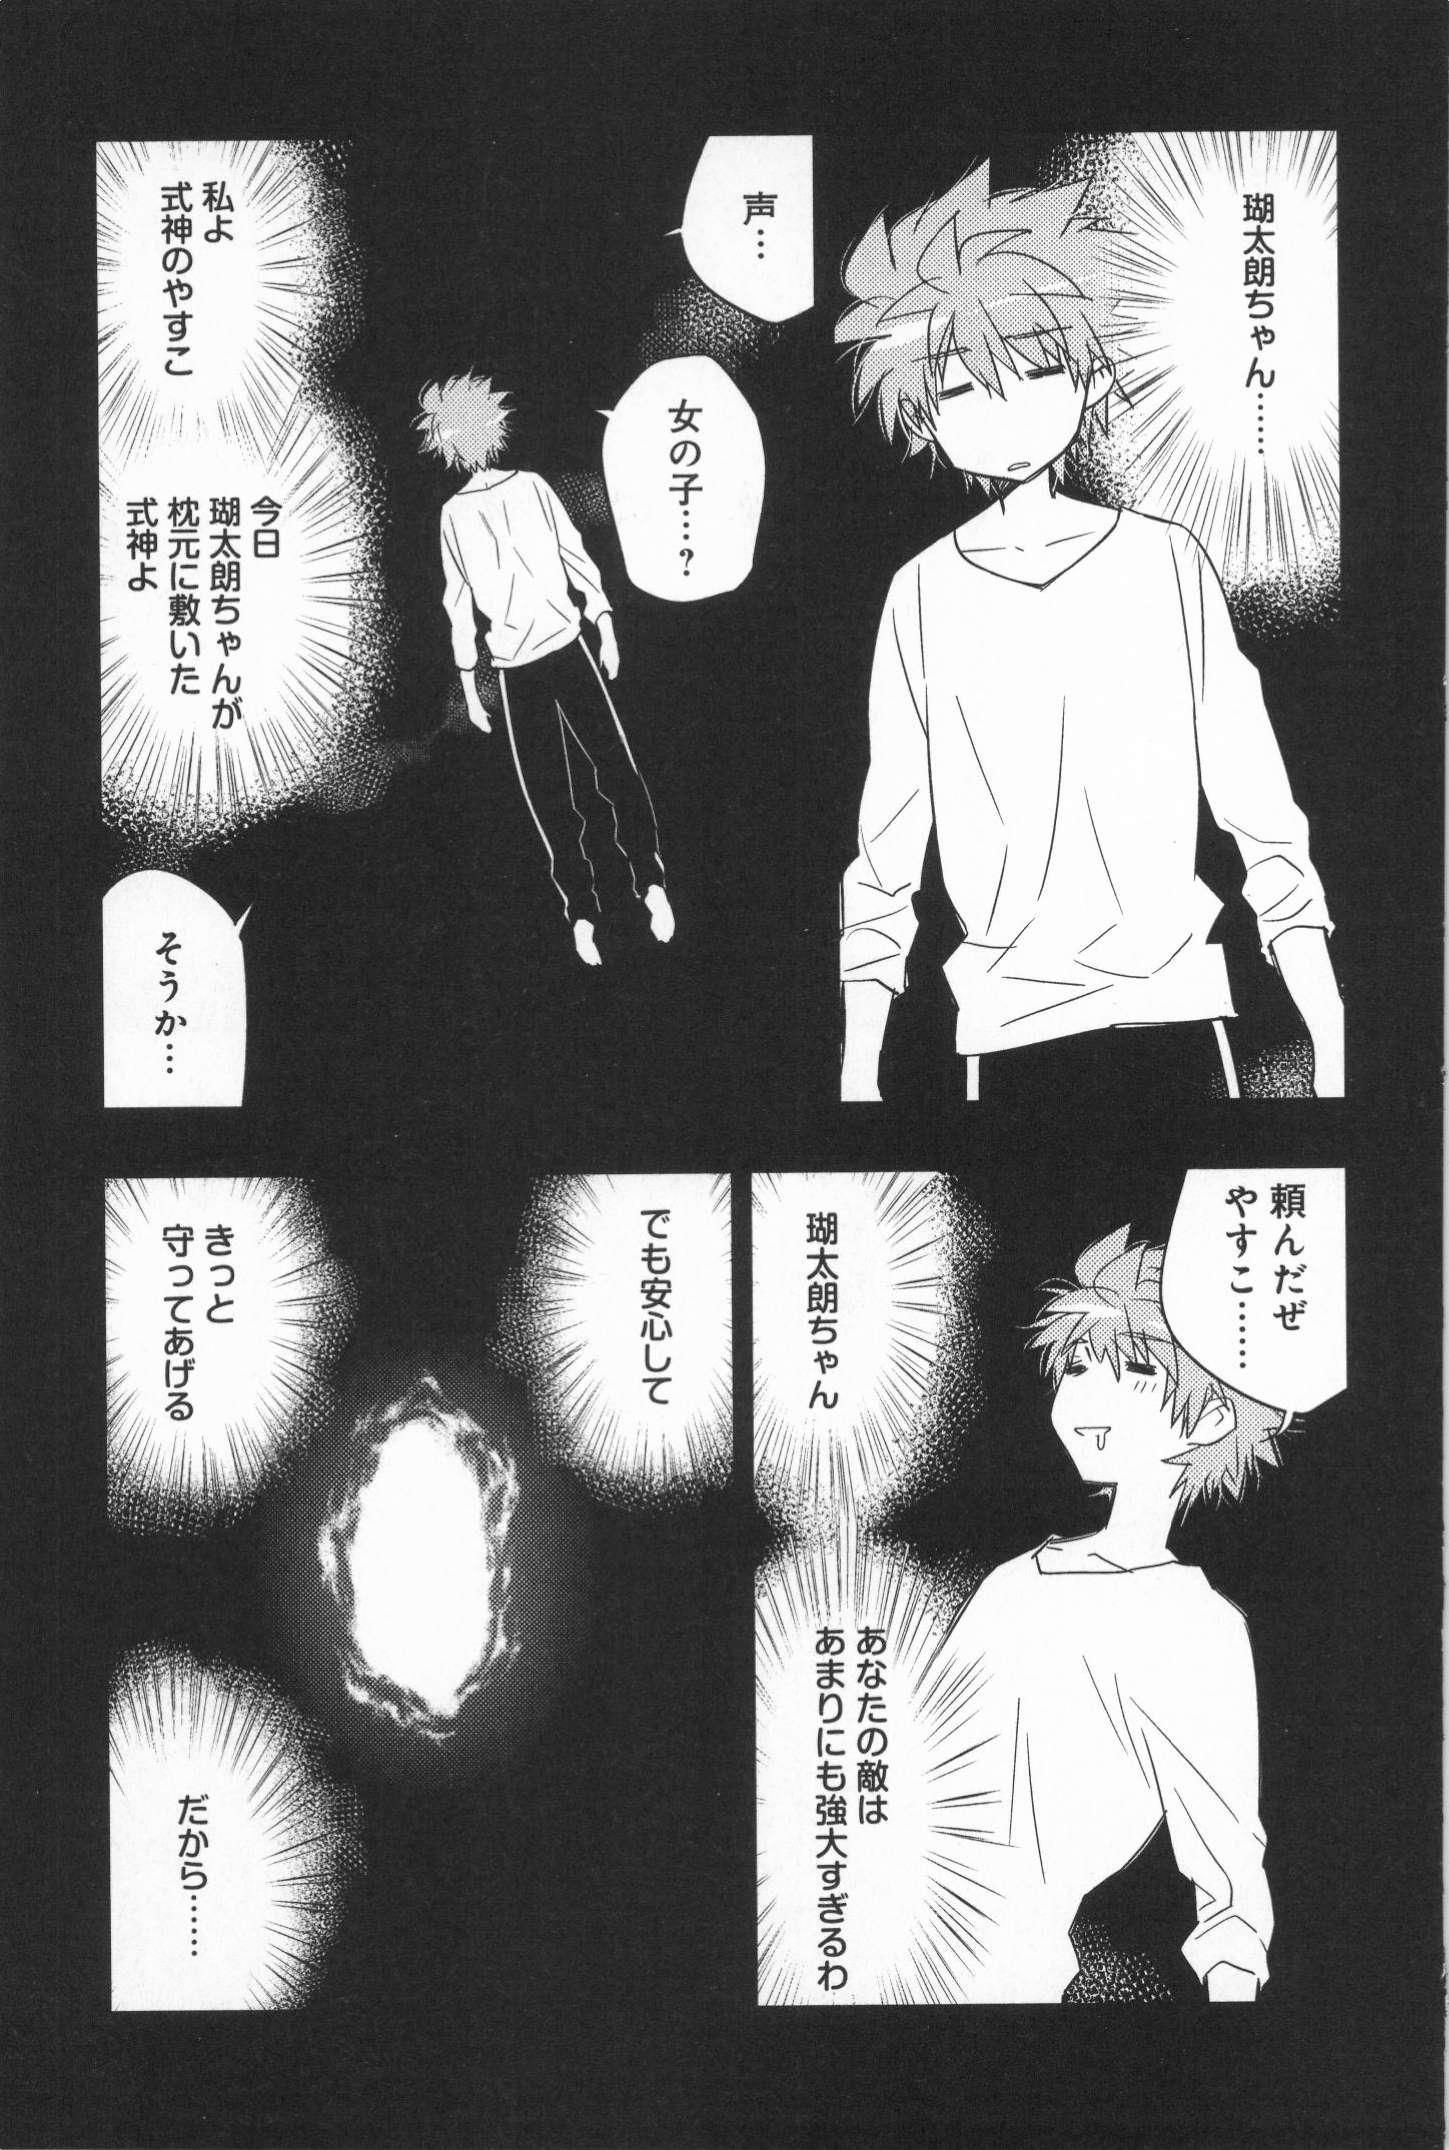 瑚太朗ちゃん……
声…
女の子…？
私よ
式神のやすこ
今日
瑚太朗ちゃんが
枕元に敷いた
式神よ
そうか…
頼んだぜ
やすこ……
瑚太朗ちゃん
あなたの敵は
あまりにも強大すぎるわ
でも安心して
きっと
守ってあげる
だから……